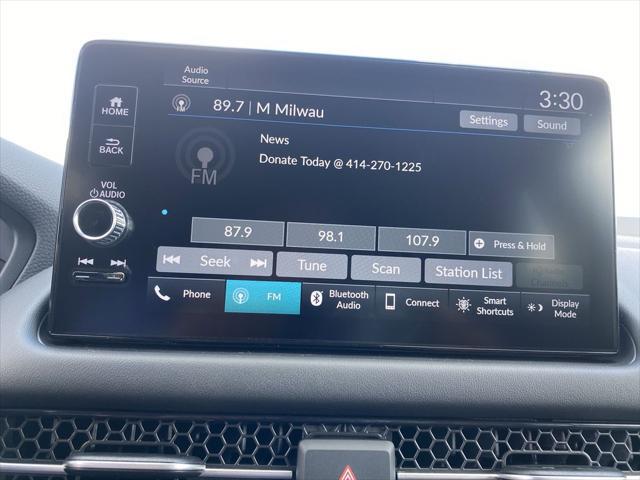 Audio
Source
HOME
FM
89.7 | M Milwau
3:30
Settings
Sound
BACK
News
Donate Today @ 414-270-1225
FM
VOL
AUDIO
87.9
98.1
107.9
Press & Hold
Seek
Tune
Scan
Station List
Phone
FM
Bluetooth
Audio
Connect
Smart
Shortcuts
Display
Mode